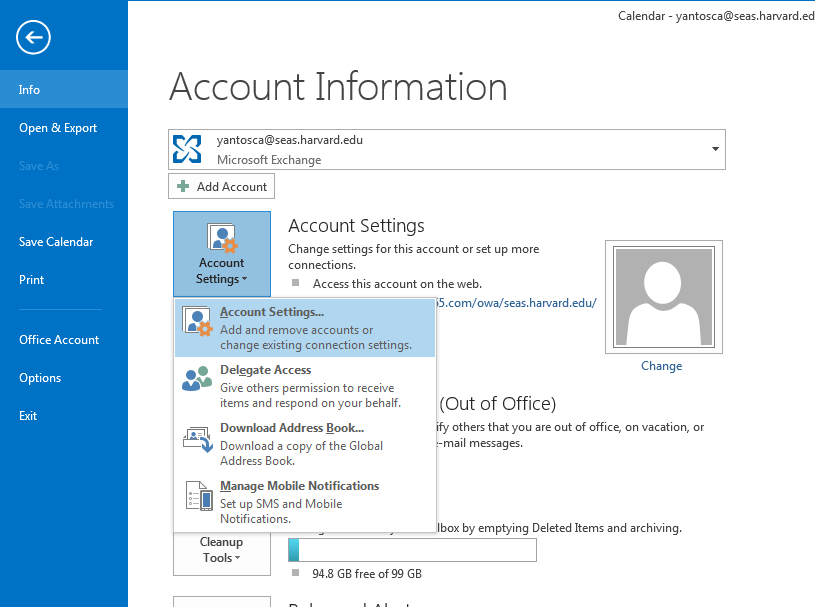 Calendar - yantosca@seas.harvard.ed
Info
Open & Export
Save As
Save Attachments
Save Calendar
Print
Office Account
Options
Exit
Account Information
yantosca@seas.harvard.edu
Microsoft Exchange
Add Account
Account
Settings
Account Settings
Change settings for this account or set up more
connections.
Access this account on the web.
5.com/owa/seas.harvard.edu/
Change
Account Settings...
Add and remove accounts or
change existing connection settings.
Delegate Access
Give others permission to receive
items and respond on your behalf.
Download Address Book...
Download a copy of the Global
Address Book.
Manage Mobile Notifications
Set up SMS and Mobile
Notifications.
(Out of Office)
ify others that you are out of office, on vacation, or
e-mail messages.
lbox by emptying Deleted Items and archiving.
Cleanup
Tools
94.8 GB free of 99 GB